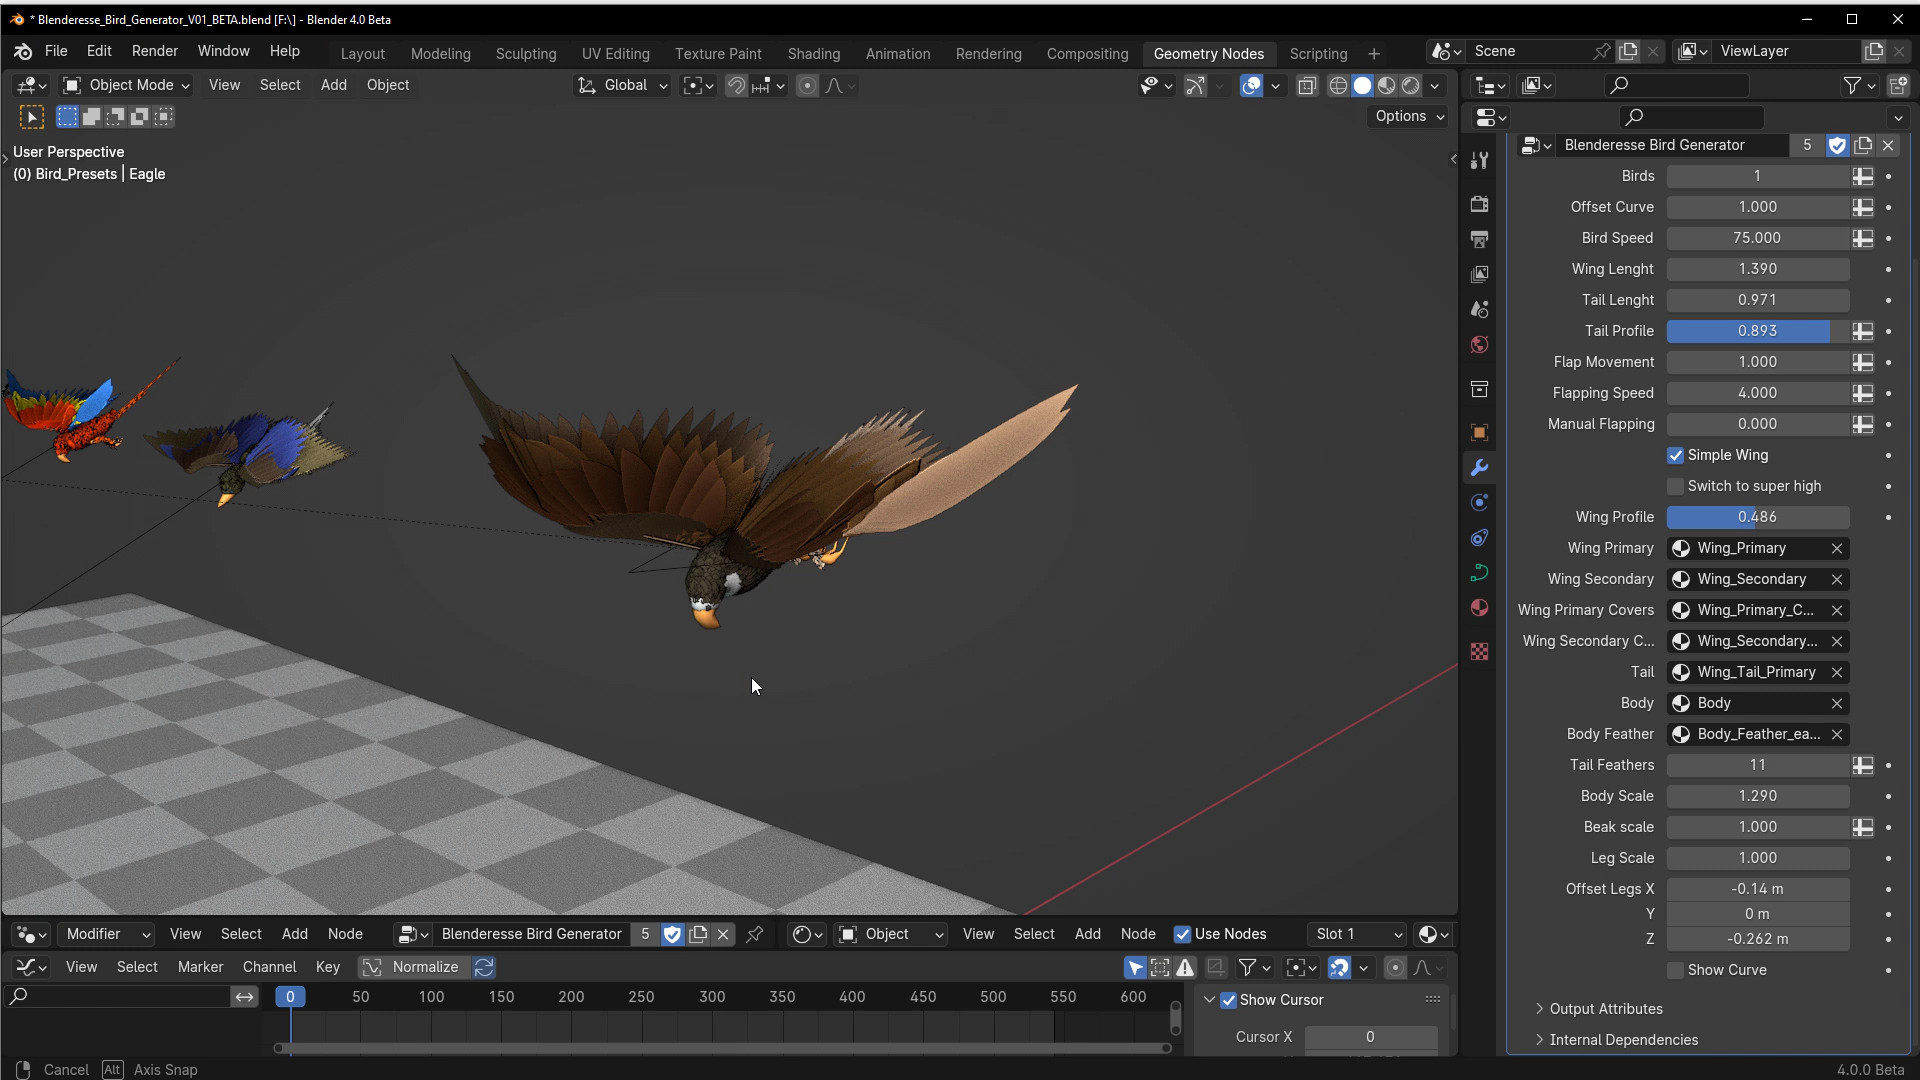 * Blenderesse_Bird_Generator_V01_BETA.blend [F:\] - Blender 4.0 Beta
File Edit Render Window Help
Layout Modeling Sculpting UV Editing Texture Paint Shading Animation Rendering Compositing Geometry Nodes Scripting +
Scene
ViewLayer
Object Mode View Select Add Object
Global
Options
User Perspective
(0) Bird_Presets | Eagle
Blenderesse Bird Generator 5
Birds 1
Offset Curve 1.000
Bird Speed 75.000
Wing Lenght 1.390
Tail Lenght 0.971
Tail Profile 0.893
Flap Movement 1.000
Flapping Speed 4.000
Manual Flapping 0.000
Simple Wing
Switch to super high
Wing Profile 0.486
Wing Primary Wing_Primary
Wing Secondary Wing_Secondary
Wing Primary Covers Wing_Primary_C...
Wing Secondary C... Wing_Secondary...
Tail Wing_Tail_Primary
Body Body
Body Feather Body_Feather_ea...
Tail Feathers 11
Body Scale 1.290
Beak scale 1.000
Leg Scale 1.000
Offset Legs X -0.14 m
Y 0 m
Z -0.262 m
Show Curve
Output Attributes
Internal Dependencies
Modifier View Select Add Node Blenderesse Bird Generator 5
Object View Select Add Node Use Nodes Slot 1
View Select Marker Channel Key Normalize
0 50 100 150 200 250 300 350 400 450 500 550 600
Show Cursor
Cursor X 0
Cancel Alt Axis Snap
4.0.0 Beta